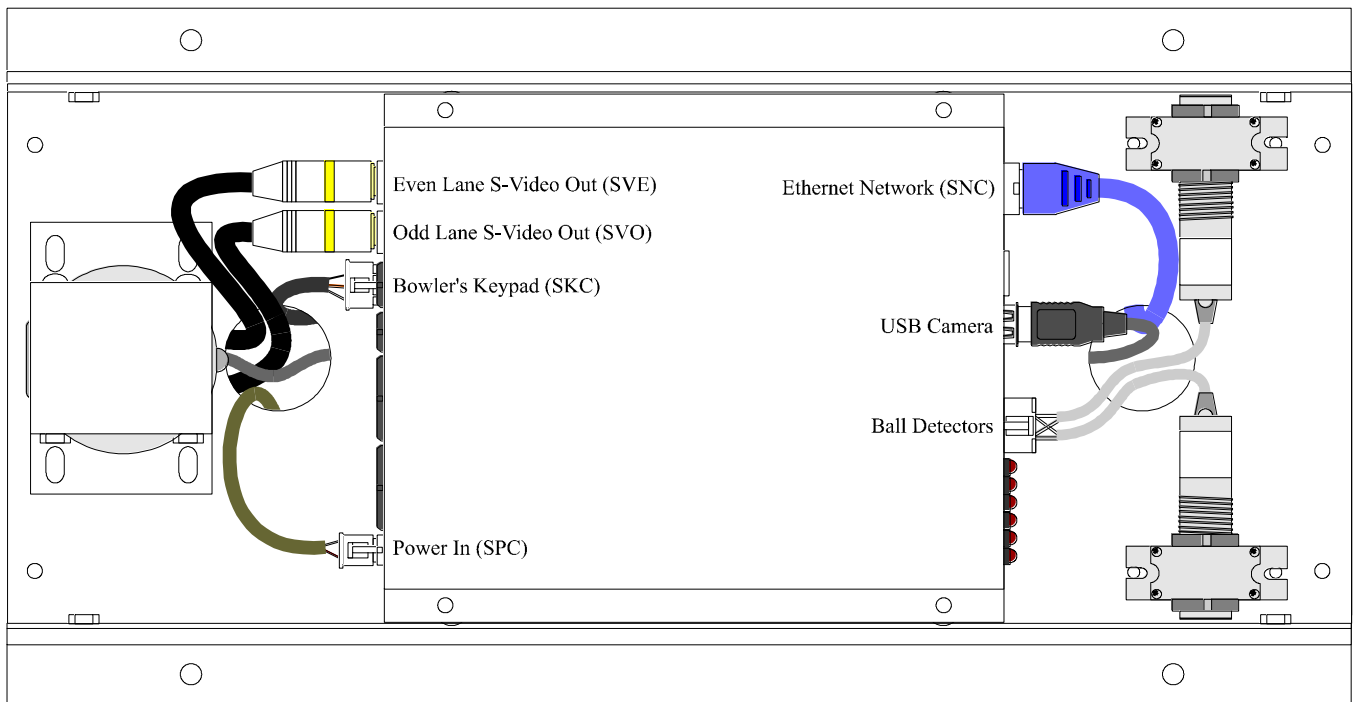 Even Lane S-Video Out (SVE)
Odd Lane S-Video Out (SVO)
Bowler's Keypad (SKC)
Power In (SPC)
Ethernet Network (SNC)
USB Camera
Ball Detectors